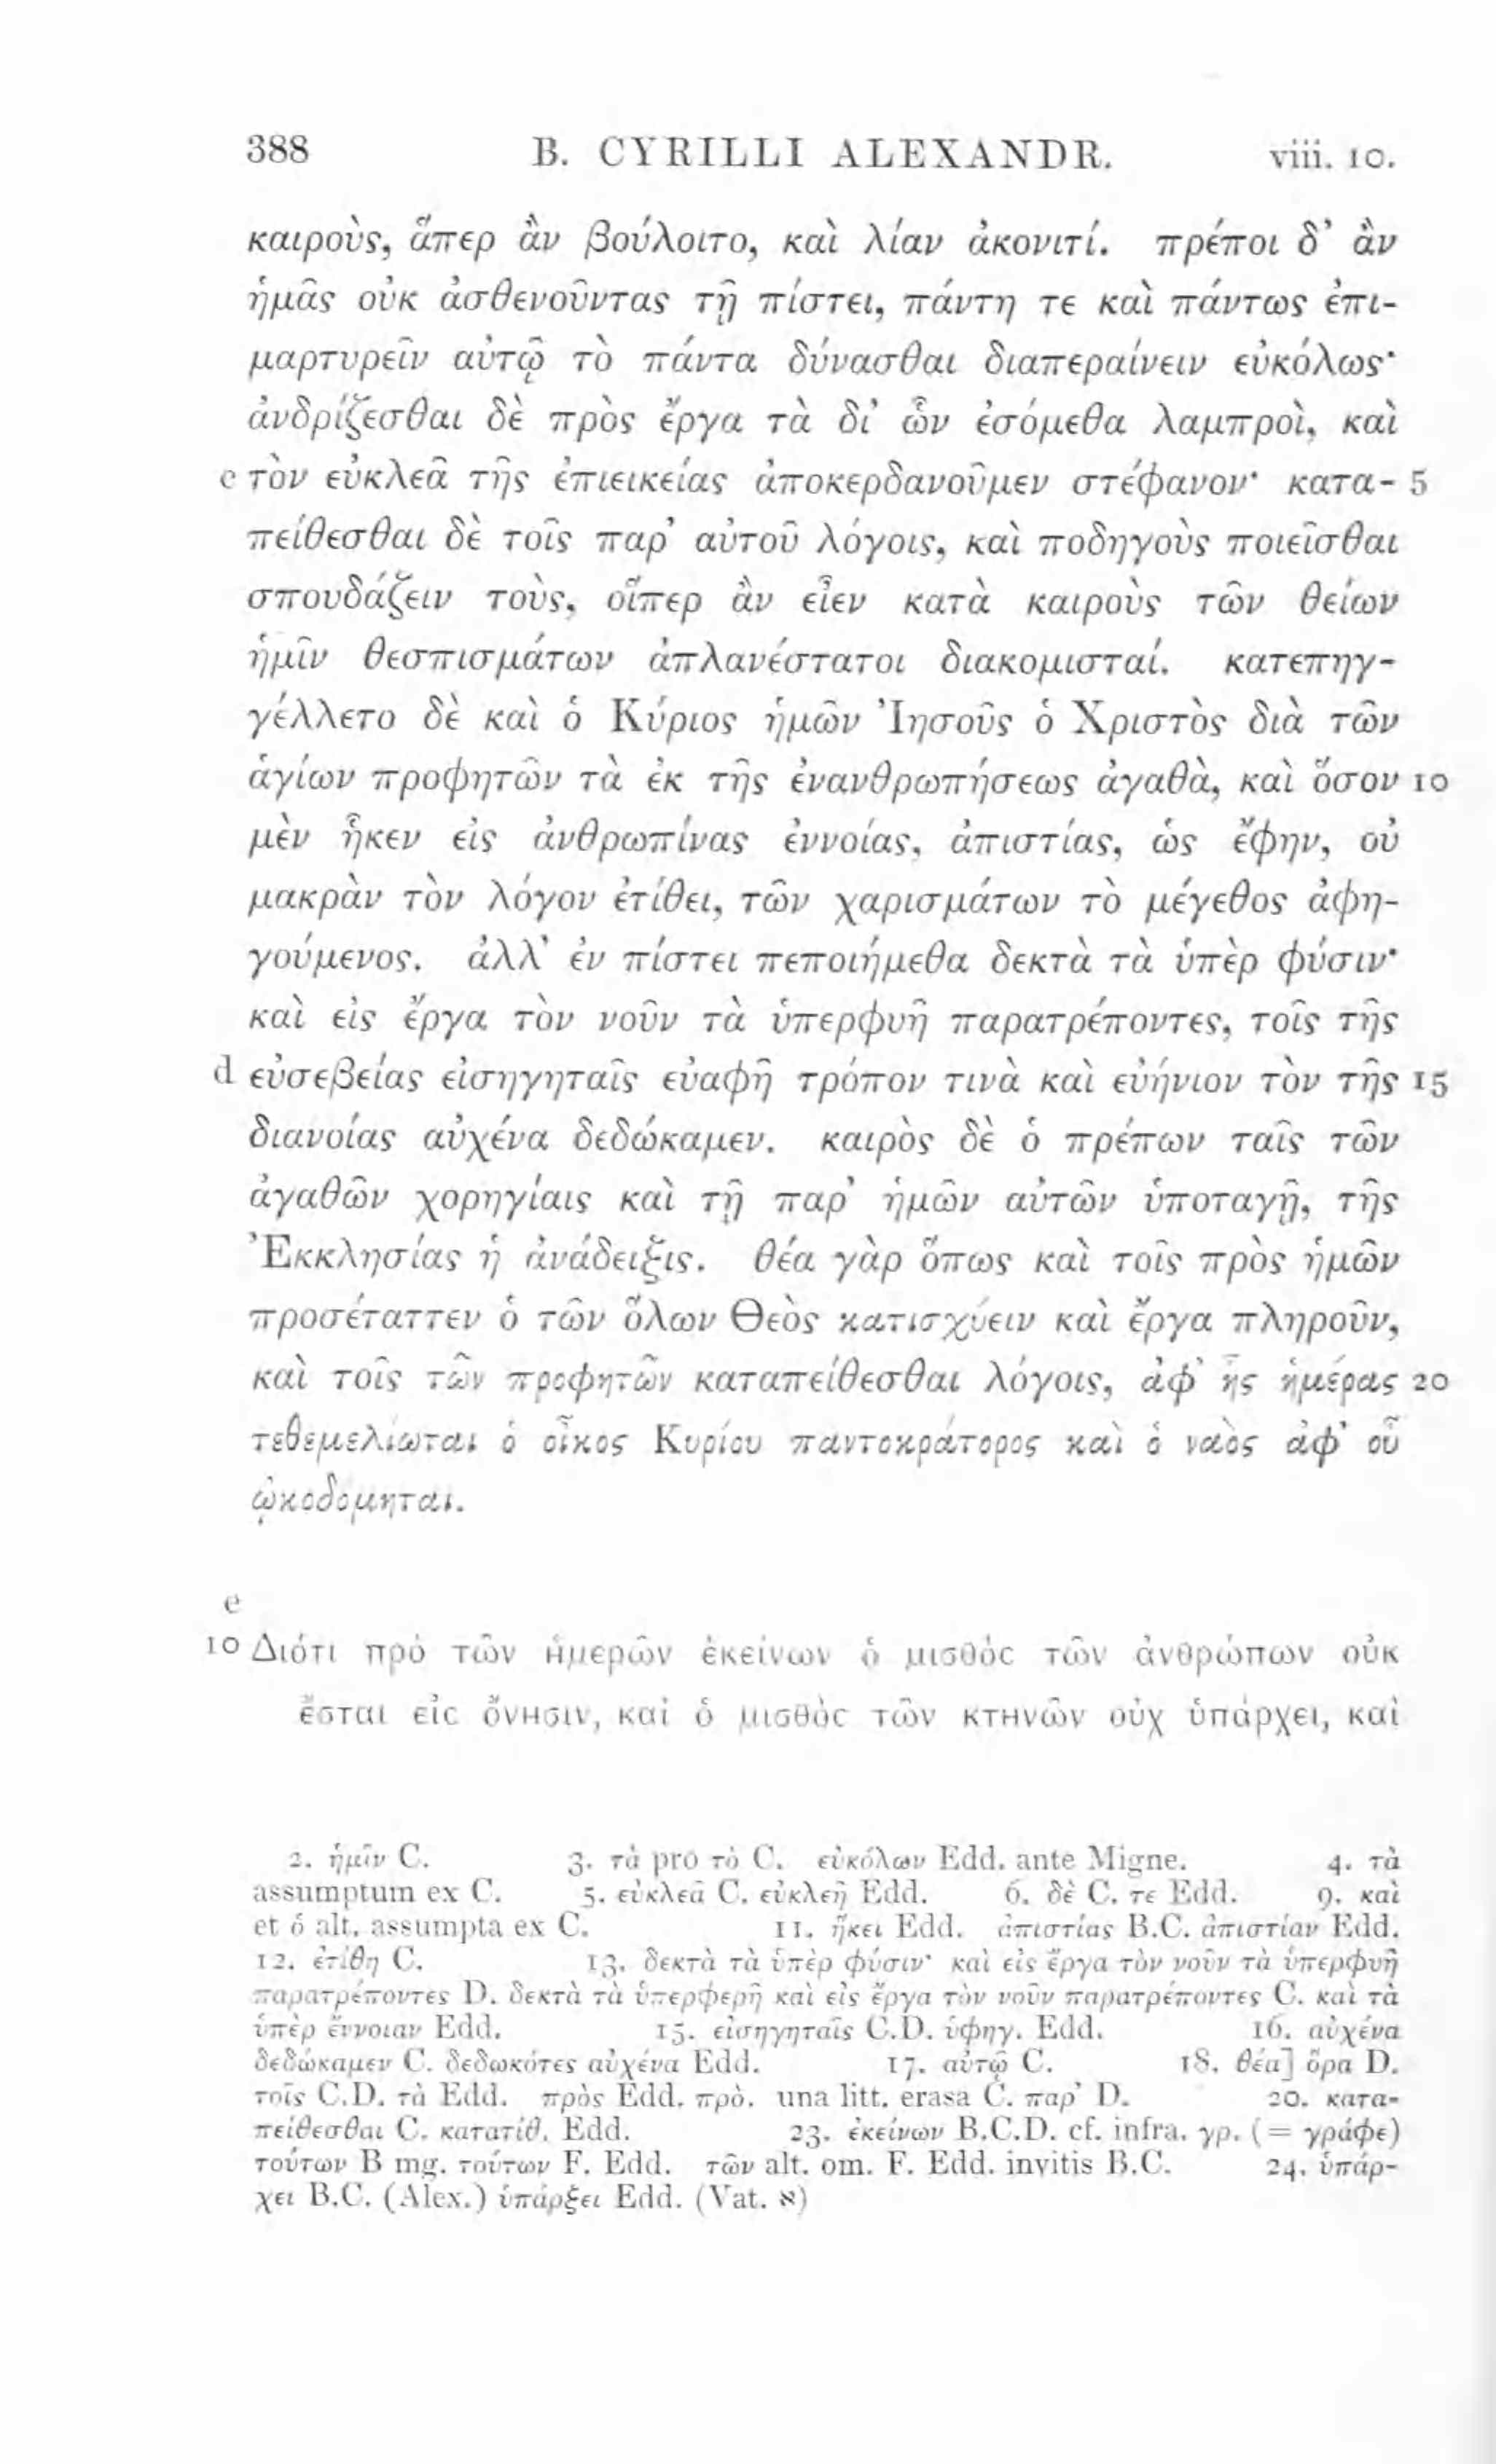 388 B. CYRILLI ALEXANDR. viii. 10.
καιροὺς, ἅπερ ἂν βούλοιτο, καὶ λίαν ἀκονιτί. πρέποι δ’ ἂν
ἡμᾶς οὐκ ἀσθενοῦντας τῇ πίστει, πάντη τε καὶ πάντως ἐπι-
μαρτυρεῖν αὐτῷ τὸ πάντα δύνασθαι διαπεραίνειν εὐκόλως·
ἀνδρίζεσθαι δὲ πρὸς ἔργα τὰ δι’ ὧν ἐσόμεθα λαμπροὶ, καὶ
c τὸν εὐκλεᾶ τῆς ἐπιεικείας ἀποκερδανοῦμεν στέφανον· κατα- 5
πείθεσθαι δὲ τοῖς παρ’ αὐτοῦ λόγοις, καὶ ποδηγοὺς ποιεῖσθαι
σπουδάζειν τοὺς, οἵπερ ἂν εἶεν κατὰ καιροὺς τῶν θείων
ἡμῖν θεσπισμάτων ἀπλανέστατοι διακομισταί. κατεπηγ-
γέλλετο δὲ καὶ ὁ Κύριος ἡμῶν Ἰησοῦς ὁ Χριστὸς διὰ τῶν
ἁγίων προφητῶν τὰ ἐκ τῆς ἐνανθρωπήσεως ἀγαθὰ, καὶ ὅσον 10
μὲν ἧκεν εἰς ἀνθρωπίνας ἐννοίας, ἀπιστίας, ὡς ἔφην, οὐ
μακρὰν τὸν λόγον ἐτίθει, τῶν χαρισμάτων τὸ μέγεθος ἀφη-
γούμενος. ἀλλ’ ἐν πίστει πεποιήμεθα δεκτὰ τὰ ὑπὲρ φύσιν·
καὶ εἰς ἔργα τὸν νοῦν τὰ ὑπερφυῆ παρατρέποντες, τοῖς τῆς
d εὐσεβείας εἰσηγηταῖς εὐαφῆ τρόπον τινὰ καὶ εὐήνιον τὸν τῆς 15
διανοίας αὐχένα δεδώκαμεν. καιρὸς δὲ ὁ πρέπων ταῖς τῶν
ἀγαθῶν χορηγίαις καὶ τῇ παρ’ ἡμῶν αὐτῶν ὑποταγῇ, τῆς
Ἐκκλησίας ἡ ἀνάδειξις. θέα γὰρ ὅπως καὶ τοῖς πρὸς ἡμῶν
προσέταττεν ὁ τῶν ὅλων Θεὸς κατισχύειν καὶ ἔργα πληροῦν,
καὶ τοῖς τῶν προφητῶν καταπείθεσθαι λόγοις, ἀφ’ ἧς ἡμέρας 20
τεθεμελίωται ὁ οἶκος Κυρίου παντοκράτορος καὶ ὁ ναὸς ἀφ’ οὗ
ᾠκοδόμηται.
e
10 Διότι πρὸ τῶν ἡμερῶν ἐκείνων ὁ μισθὸς τῶν ἀνθρώπων οὐκ
ἔσται εἰς ὄνησιν, καὶ ὁ μισθὸς τῶν κτηνῶν οὐχ ὑπάρχει, καὶ
2. ἡμῖν C. 3. τὰ pro τὸ C. εὐκόλων Edd. ante Migne. 4. τὰ
assumptum ex C. 5. εὐκλεᾶ C. εὐκλεῆ Edd. 6. δὲ C. τε Edd. 9. καὶ
et ὁ alt. assumpta ex C. 11. ἥκει Edd. ἀπιστίας B.C. ἀπιστίαν Edd.
12. ἐτίθη C. 13. δεκτὰ τὰ ὑπὲρ φύσιν· καὶ εἰς ἔργα τὸν νοῦν τὰ ὑπερφυῆ
παρατρέποντες D. δεκτὰ τὰ ὑπερφερῆ καὶ εἰς ἔργα τὸν νοῦν παρατρέποντες C. καὶ τὰ
ὑπὲρ ἔννοιαν Edd. 15. εἰσηγηταῖς C.D. ὑφηγ. Edd. 16. αὐχένα
δεδώκαμεν C. δεδωκότες αὐχένα Edd. 17. αὐτῷ C. 18. θέα] ὅρα D.
τοῖς C.D. τὰ Edd. πρὸς Edd. πρὸ. una litt. erasa C. παρ’ D. 20. κατα-
πείθεσθαι C. κατατίθ. Edd. 23. ἐκείνων B.C.D. cf. infra. γρ. (= γράφε)
τούτων B mg. τούτων F. Edd. τῶν alt. om. F. Edd. invitis B.C. 24. ὑπάρ-
χει B.C. (Alex.) ὑπάρξει Edd. (Vat. א)